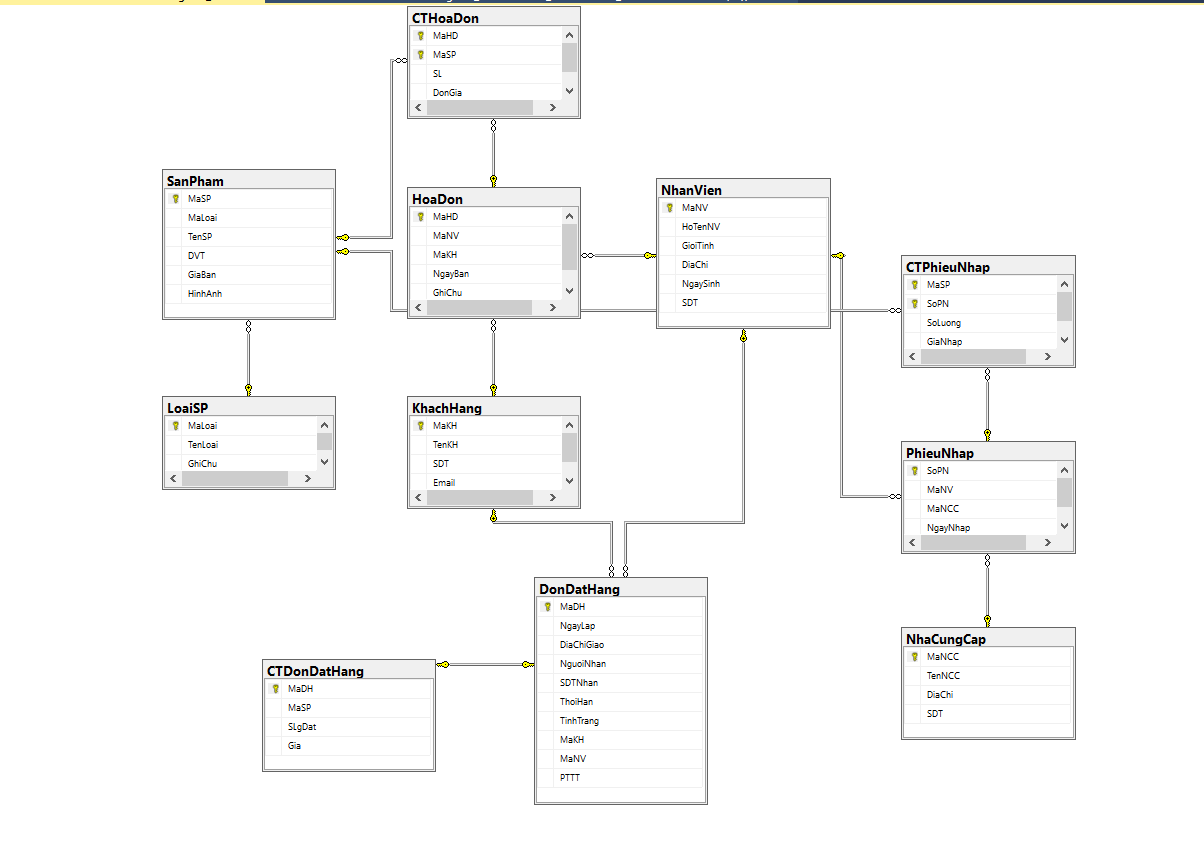 CTHoaDon
MaHD
MaSP
SL
DonGia
SanPham
MaSP
MaLoai
TenSP
DVT
GiaBan
HinhAnh
HoaDon
MaHD
MaNV
MaKH
NgayBan
GhiChu
NhanVien
MaNV
HoTenNV
GioiTinh
DiaChi
NgaySinh
SDT
CTPhieuNhap
MaSP
SoPN
SoLuong
GiaNhap
LoaiSP
MaLoai
TenLoai
GhiChu
KhachHang
MaKH
TenKH
SDT
Email
PhieuNhap
SoPN
MaNV
MaNCC
NgayNhap
DonDatHang
MaDH
NgayLap
DiaChiGiao
NguoiNhan
SDTNhan
ThoiHan
TinhTrang
MaKH
MaNV
PTTT
CTDonDatHang
MaDH
MaSP
SLgDat
Gia
NhaCungCap
MaNCC
TenNCC
DiaChi
SDT